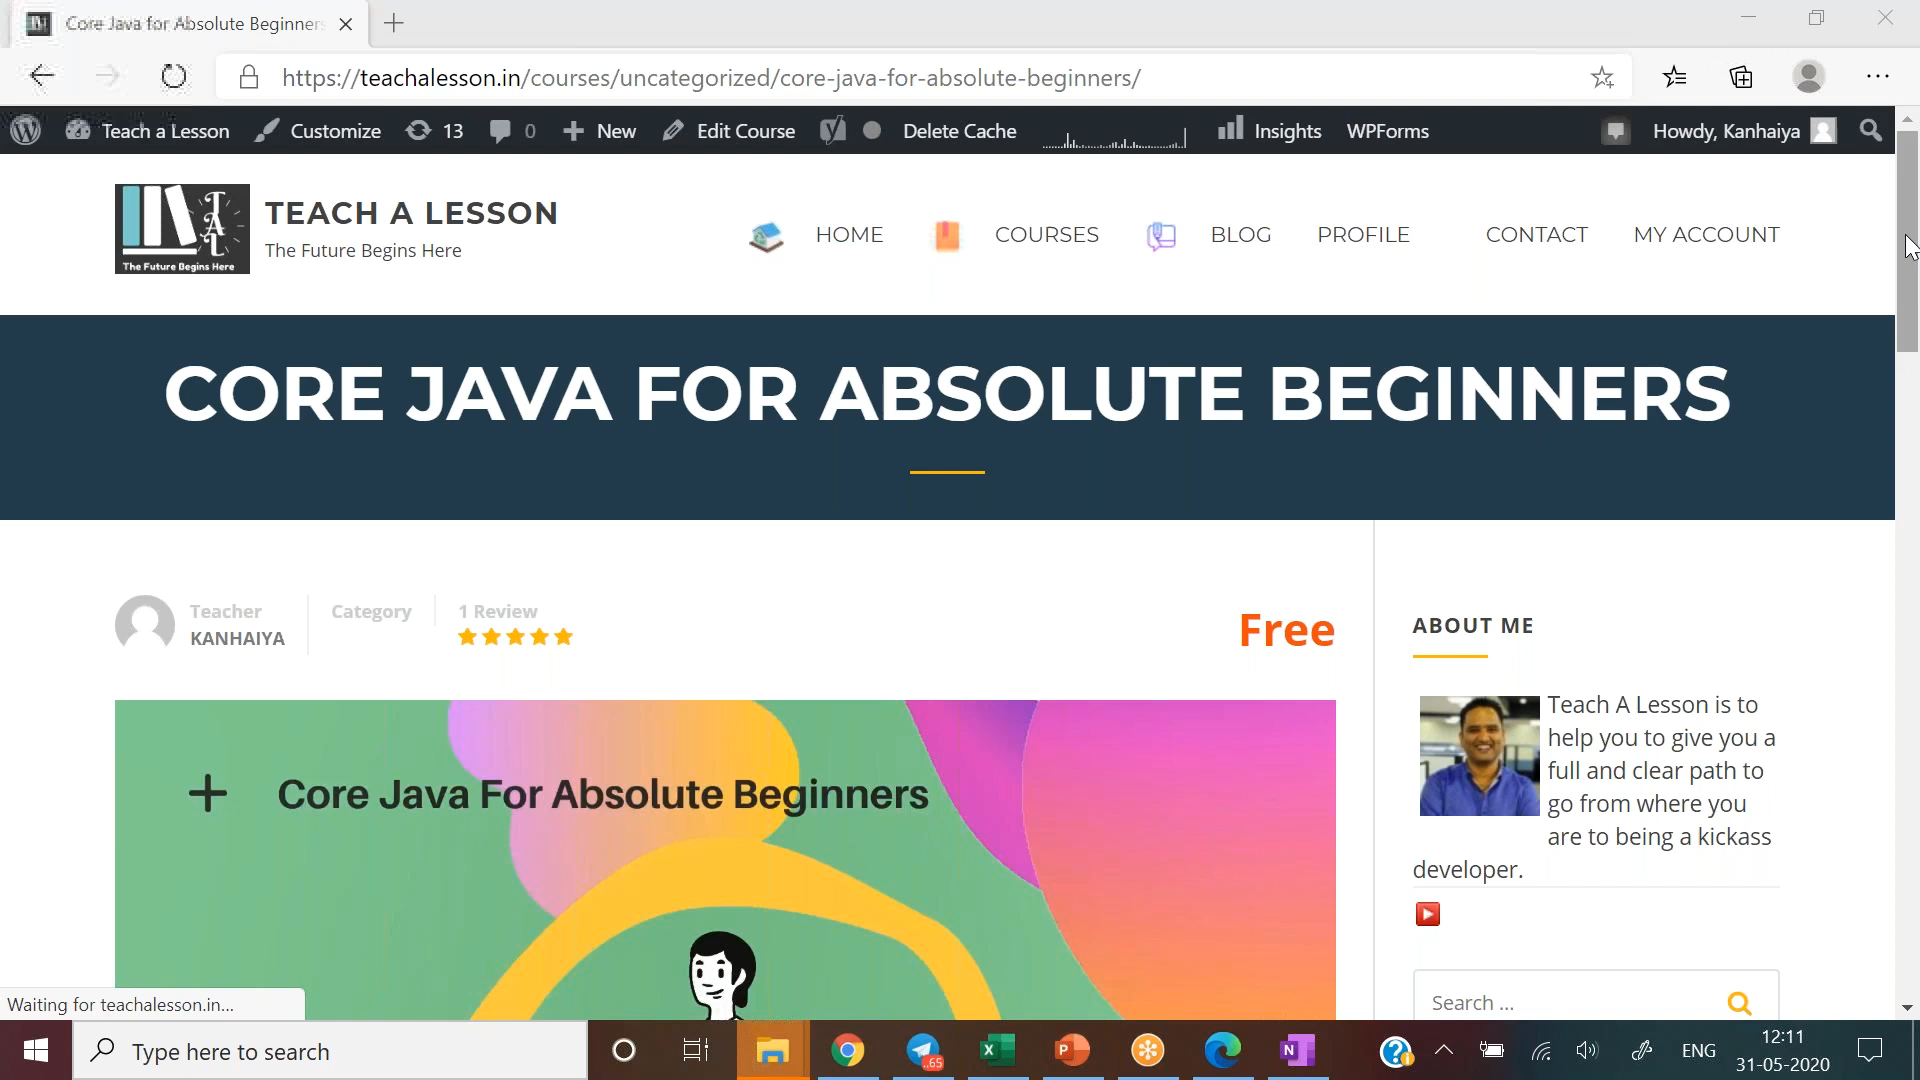 Core Java for Absolute Beginners
https://teachalesson.in/courses/uncategorized/core-java-for-absolute-beginners/
Teach a Lesson Customize 13 0 New Edit Course Delete Cache Insights WPForms Howdy, Kanhaiya
TAL
The Future Begins Here
TEACH A LESSON
The Future Begins Here
HOME COURSES BLOG PROFILE CONTACT MY ACCOUNT
CORE JAVA FOR ABSOLUTE BEGINNERS
Teacher
KANHAIYA
Category
1 Review
Free
Core Java For Absolute Beginners
ABOUT ME
Teach A Lesson is to
help you to give you a
full and clear path to
go from where you
are to being a kickass
developer.
Search ...
Waiting for teachalesson.in...
Type here to search
..65
ENG
12:11
31-05-2020